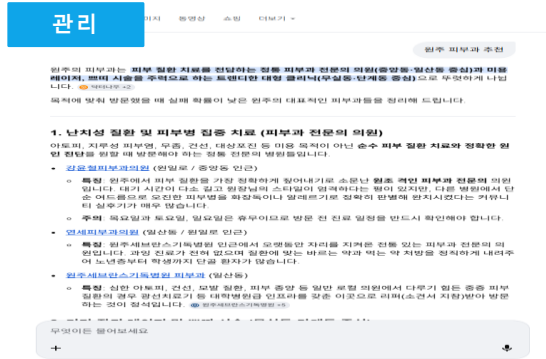 관리
이지 동영상 쇼핑 더보기
원주 피부과 추천
원주의 피부과는 피부 질환 치료를 전담하는 정통 피부과 전문의 의원(중앙동·일산동 중심)과 미용
레이저, 쁘띠 시술을 주력으로 하는 트렌디한 대형 클리닉(무실동·단계동 중심)으로 뚜렷하게 나뉩
니다. 닥터나우 +2
목적에 맞춰 방문했을 때 실패 확률이 낮은 원주의 대표적인 피부과들을 정리해 드립니다.
1. 난치성 질환 및 피부병 집중 치료 (피부과 전문의 의원)
아토피, 지루성 피부염, 무좀, 건선, 대상포진 등 미용 목적이 아닌 순수 피부 질환 치료와 정확한 원
인 진단을 원할 때 방문해야 하는 정통 전문의 병원들입니다.
• 강윤철피부과의원 (원일로 / 중앙동 인근)
◦ 특징: 원주에서 피부 질환을 가장 정확하게 짚어내기로 소문난 원조 격인 피부과 전문의 의원
입니다. 대기 시간이 다소 길고 원장님의 스타일이 엄격하다는 평이 있지만, 다른 병원에서 단
순 여드름으로 오진한 피부병을 화장독이나 알레르기로 정확히 판별해 완치시켰다는 커뮤니
티 실후기가 매우 많습니다.
◦ 주의: 목요일과 토요일, 일요일은 휴무이므로 방문 전 진료 일정을 반드시 확인해야 합니다.
• 연세피부과의원 (일산동 / 원일로 인근)
◦ 특징: 원주세브란스기독병원 인근에서 오랫동안 자리를 지켜온 전통 있는 피부과 전문의 의
원입니다. 과잉 진료가 전혀 없으며 질환에 맞는 바르는 약과 먹는 약 처방을 정직하게 내려주
어 노년층부터 학생까지 단골 환자가 많습니다.
• 원주세브란스기독병원 피부과 (일산동)
◦ 특징: 심한 아토피, 건선, 모발 질환, 피부 종양 등 일반 로컬 의원에서 다루기 힘든 중증 피부
질환의 경우 광선치료기 등 대학병원급 인프라를 갖춘 이곳으로 리퍼(소견서 지참)받아 방문
하는 것이 정석입니다. 원주세브란스기독병원 +5
무엇이든 물어보세요